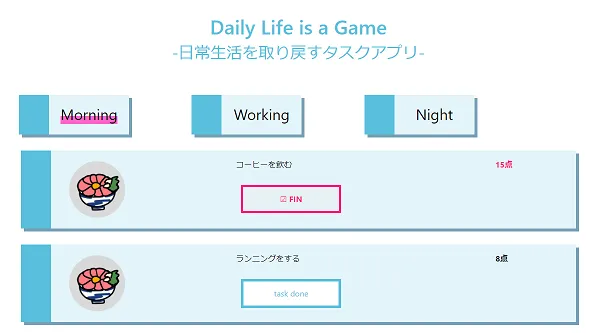 Daily Life is a Game
-日常生活を取り戻すタスクアプリ-
Morning
Working
Night
コーヒーを飲む
15点
☑ FIN
ランニングをする
8点
task done